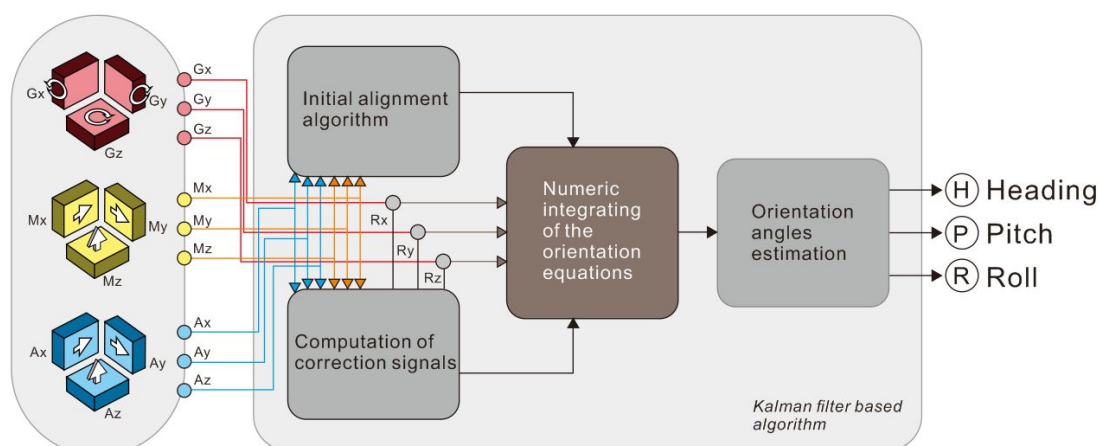 Gx
Gy
Gz
Gx
Gy
Gz
Mx
My
Mz
Mx
My
Mz
Ax
Ay
Az
Ax
Ay
Az
Initial alignment
algorithm
Rx
Ry
Rz
Computation of
correction signals
Numeric
integrating
of the
orientation
equations
Orientation
angles
estimation
H Heading
P Pitch
R Roll
Kalman filter based
algorithm